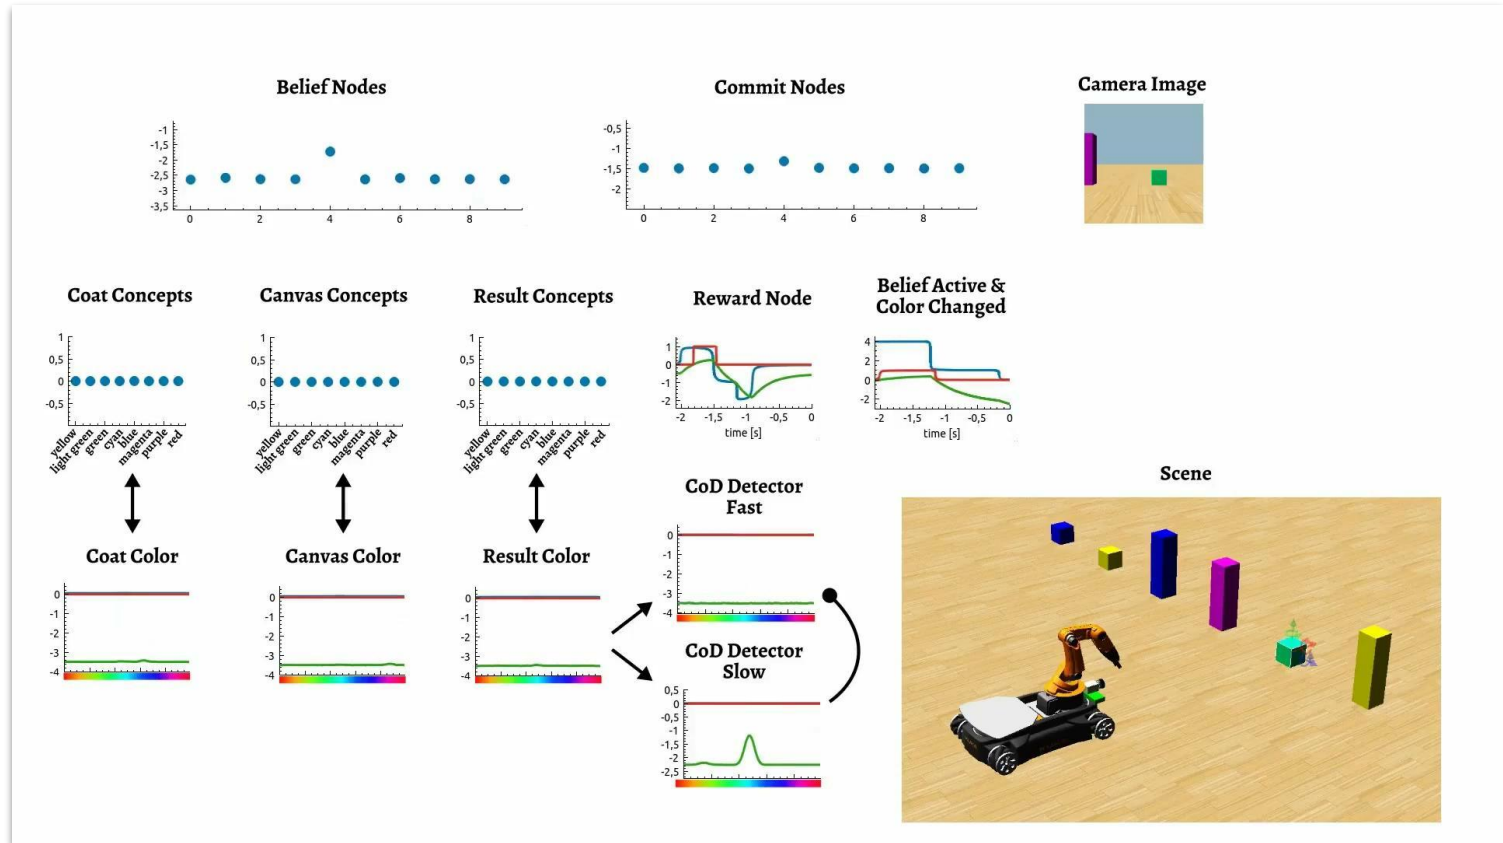 Belief Nodes
-1
-1,5
-2
-2,5
-3
-3,5
0 2 4 6 8
Commit Nodes
-0,5
-1
-1,5
-2
0 2 4 6 8
Camera Image
Coat Concepts
1
0,5
0
-0,5
yellow
light green
green
cyan
blue
magenta
purple
red
Canvas Concepts
1
0,5
0
-0,5
yellow
light green
green
cyan
blue
magenta
purple
red
Result Concepts
1
0,5
0
-0,5
yellow
light green
green
cyan
blue
magenta
purple
red
Reward Node
1
0
-1
-2
-2 -1,5 -1 -0,5 0
time [s]
Belief Active &
Color Changed
4
2
0
-2
-2 -1,5 -1 -0,5 0
time [s]
Coat Color
0
-1
-2
-3
-4
Canvas Color
0
-1
-2
-3
-4
Result Color
0
-1
-2
-3
-4
CoD Detector
Fast
0
-1
-2
-3
-4
CoD Detector
Slow
0,5
0
-0,5
-1
-1,5
-2
-2,5
Scene